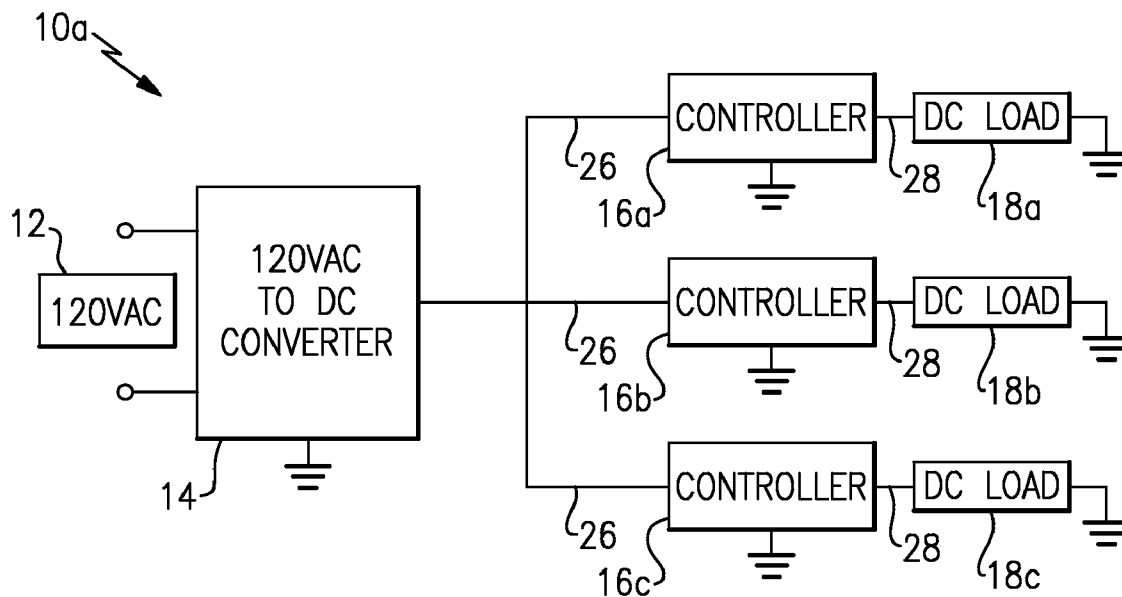 10a
CONTROLLER
DC LOAD
26
16a
28
18a
12
120VAC
120VAC
TO DC
CONVERTER
14
CONTROLLER
DC LOAD
26
16b
28
18b
CONTROLLER
DC LOAD
26
16c
28
18c